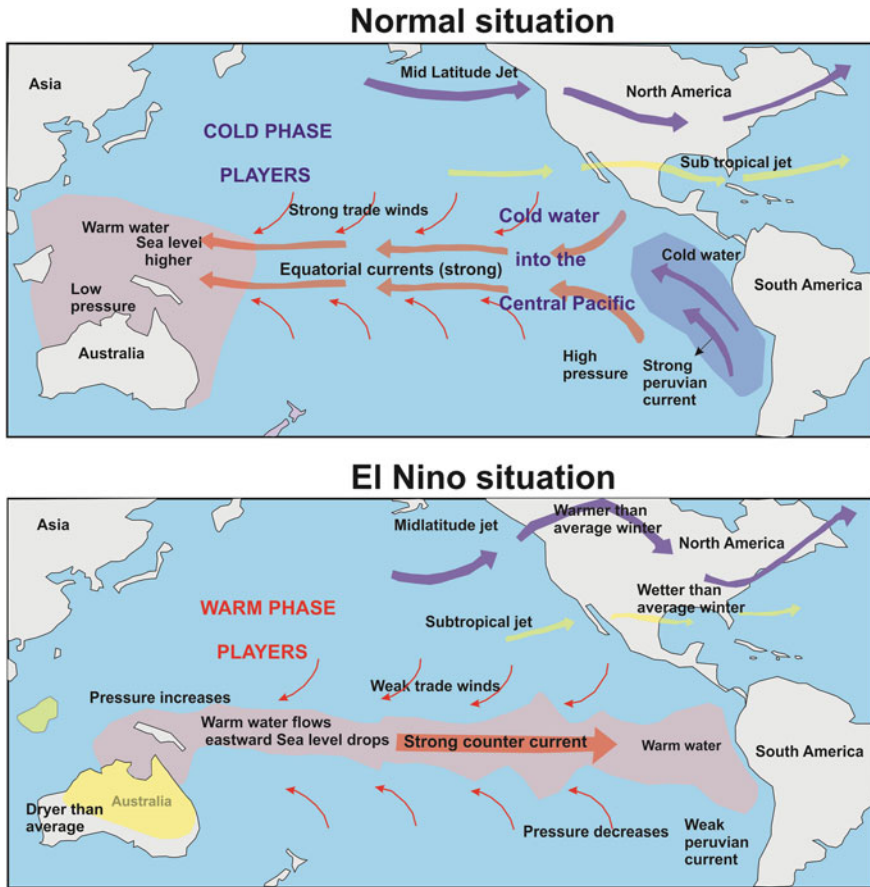 Normal situation
Asia
Mid Latitude Jet
North America
COLD PHASE
PLAYERS
Sub tropical jet
Strong trade winds
Cold water
into the
Central Pacific
Warm water
Sea level
higher
Equatorial currents (strong)
Cold water
Low
pressure
South America
Australia
High
pressure
Strong
peruvian
current
El Nino situation
Asia
Midlatitude jet
Warmer than
average winter
North America
WARM PHASE
PLAYERS
Subtropical jet
Wetter than
average winter
Pressure increases
Weak trade winds
Warm water flows
eastward Sea level drops
Strong counter current
Warm water
South America
Australia
Dryer than
average
Pressure decreases
Weak
peruvian
current